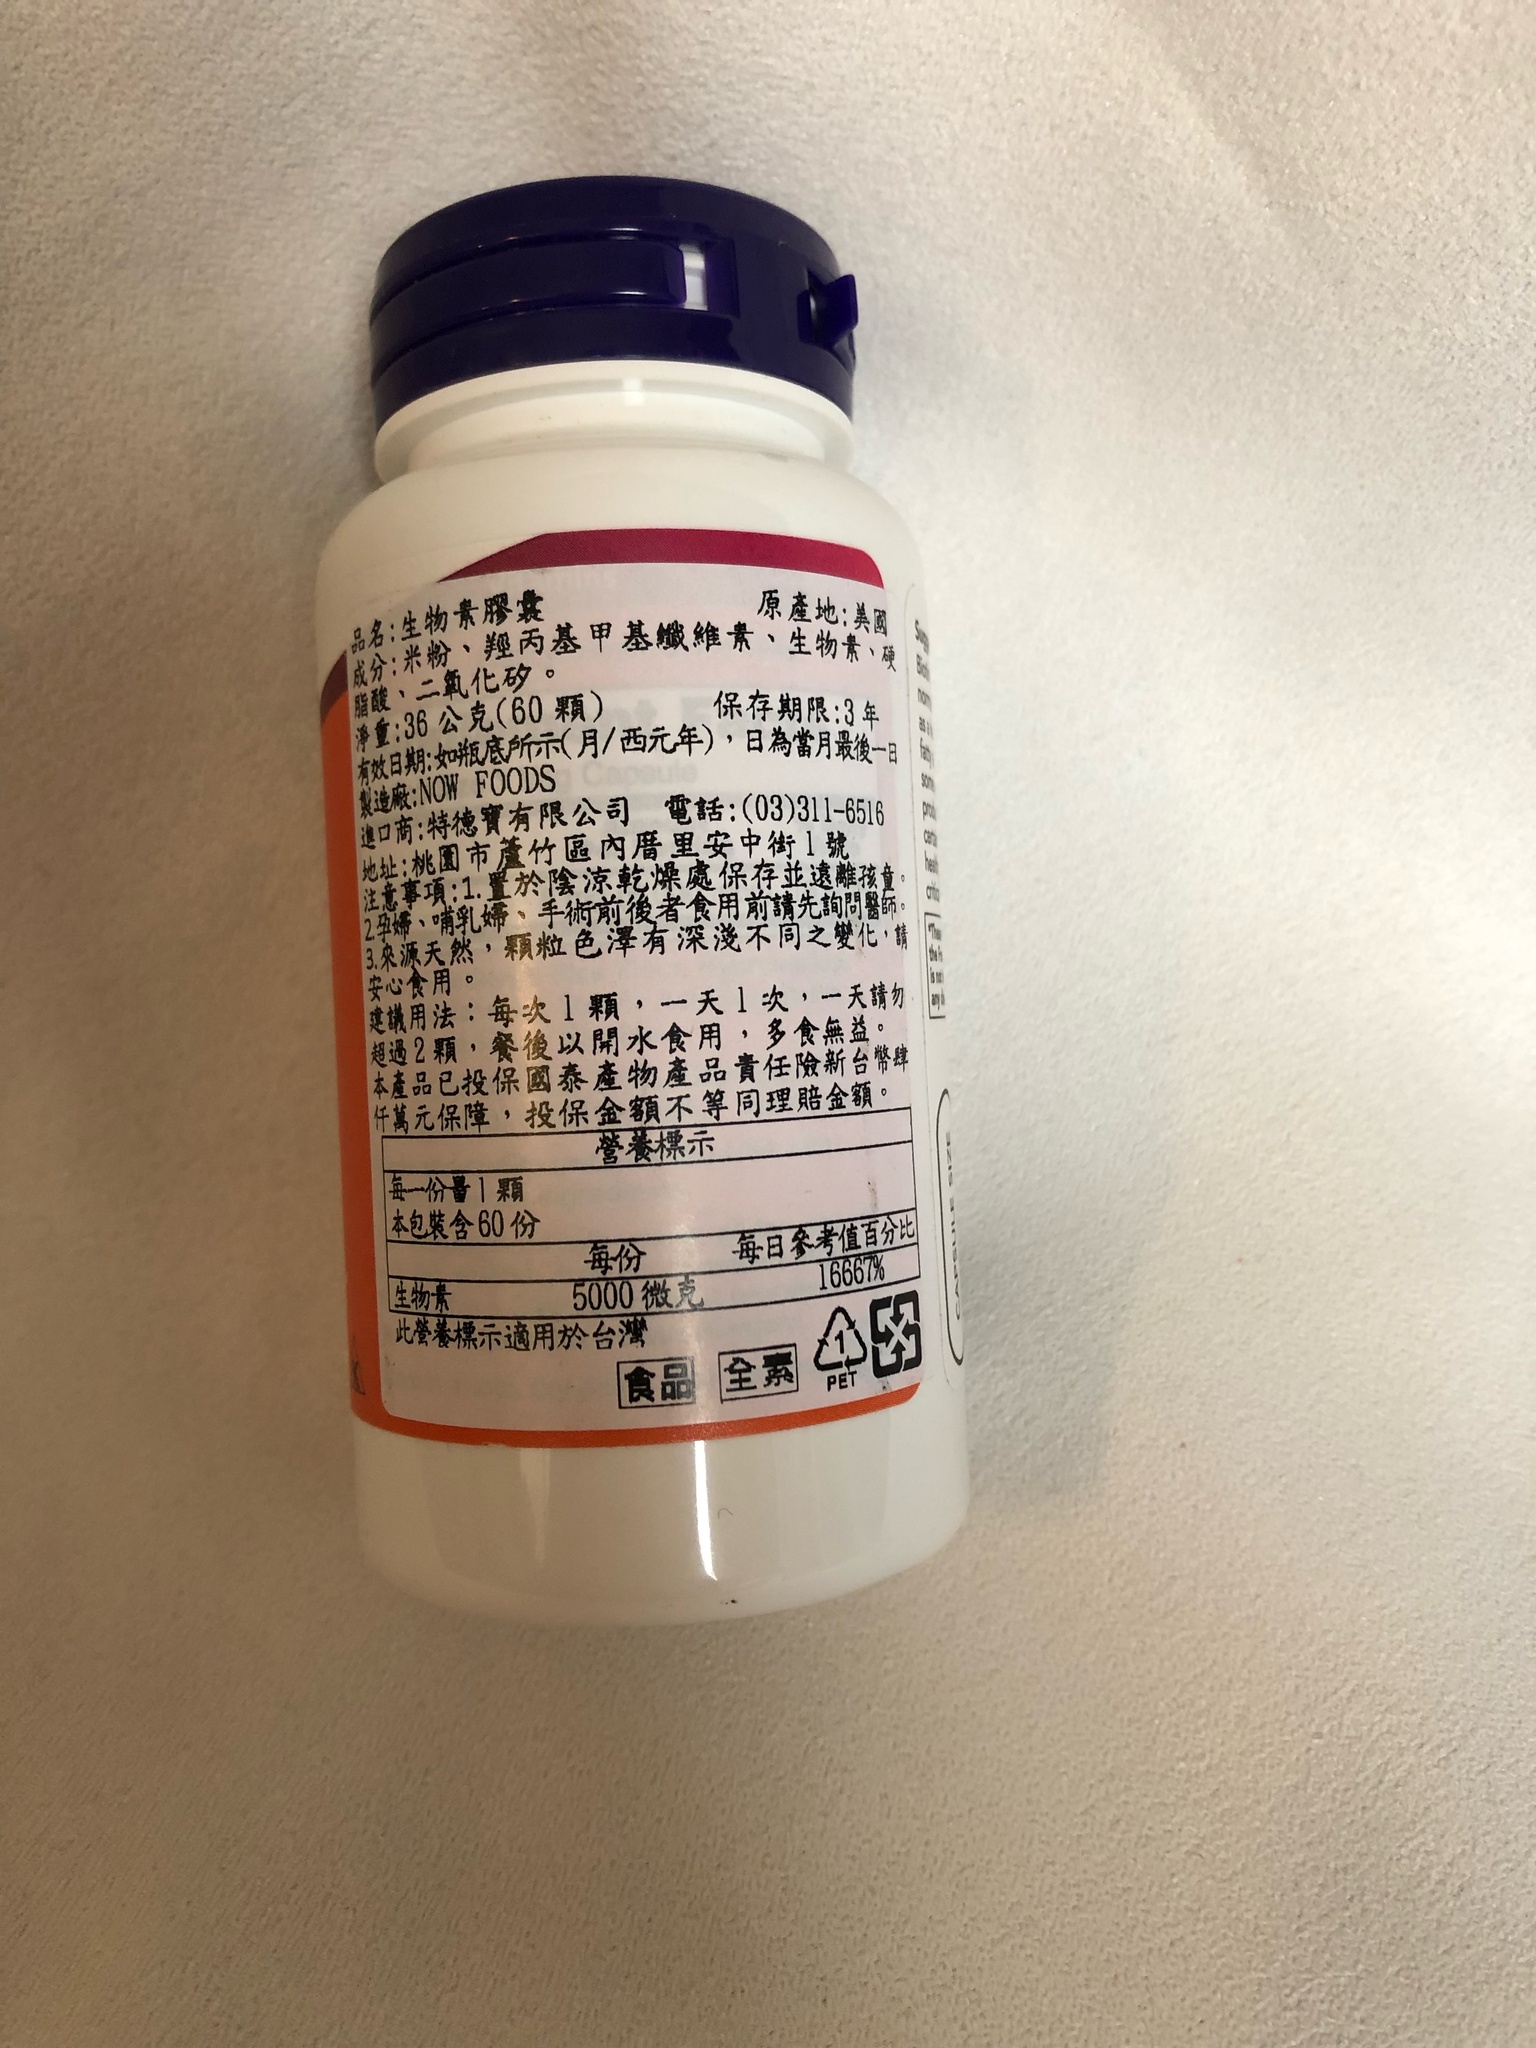 品名:生物素膠囊 原產地:美國
成分:米粉、羥丙基甲基纖維素、生物素、硬
脂酸、二氧化矽。
淨重:36 公克(60 顆) 保存期限:3 年
有效日期:如瓶底所示(月/西元年),日為當月最後一日
製造廠:NOW FOODS
進口商:特德寶有限公司 電話:(03)311-6516
地址:桃園市蘆竹區內厝里安中街1號
注意事項:1.置於陰涼乾燥處保存並遠離孩童。
2.孕婦、哺乳婦、手術前後者食用前請先詢問醫師。
3.來源天然,顆粒色澤有深淺不同之變化,請
安心食用。
建議用法:每次1顆,一天1次,一天請勿
超過2顆,餐後以開水食用,多食無益。
本產品已投保國泰產物產品責任險新台幣肆
仟萬元保障,投保金額不等同理賠金額。
營養標示
每一份量1顆
本包裝含60份
每份 每日參考值百分比
生物素 5000微克 16667%
此營養標示適用於台灣
食品 全素 1 PET
CAPSULE SIZE